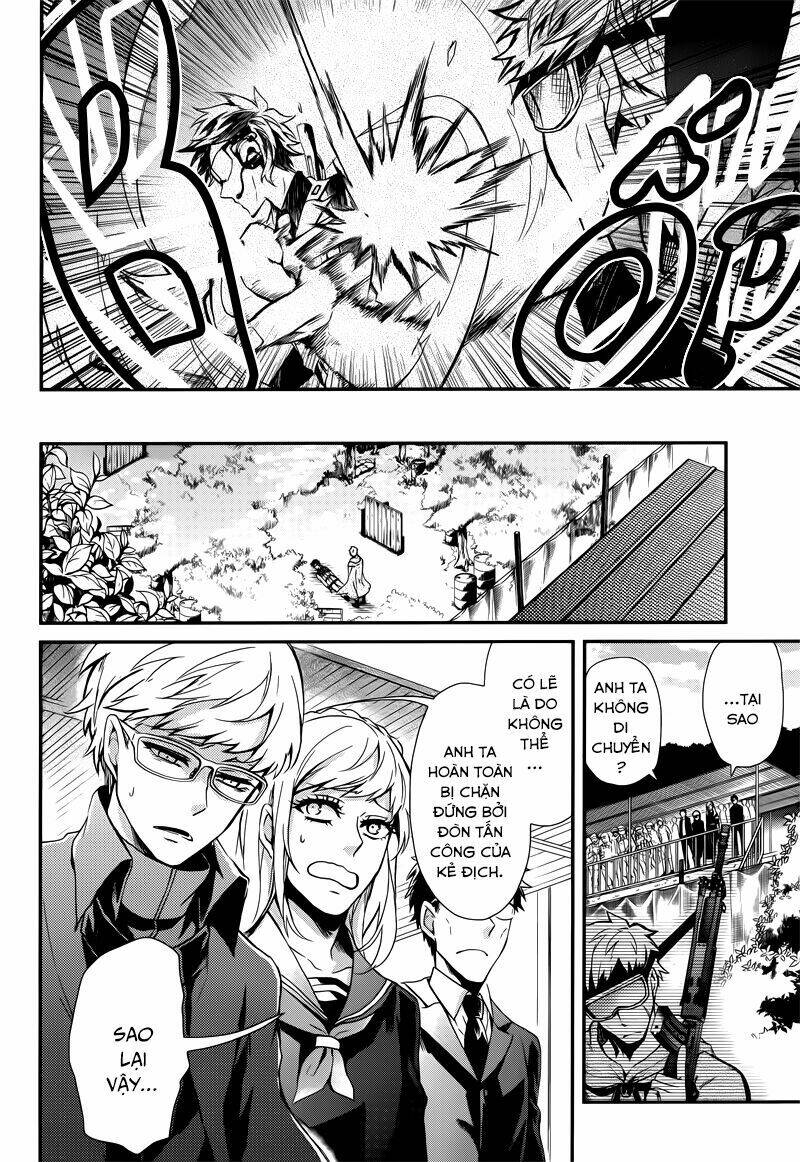 BỘP
...TẠI
SAO
ANH TA
KHÔNG
DI
CHUYỂN
?
CÓ LẼ
LÀ DO
KHÔNG
THỂ
...
ANH TA
HOÀN TOÀN
BỊ CHẶN
ĐỨNG BỞI
ĐÒN TẤN
CÔNG CỦA
KẺ ĐỊCH.
SAO
LẠI
VẬY...